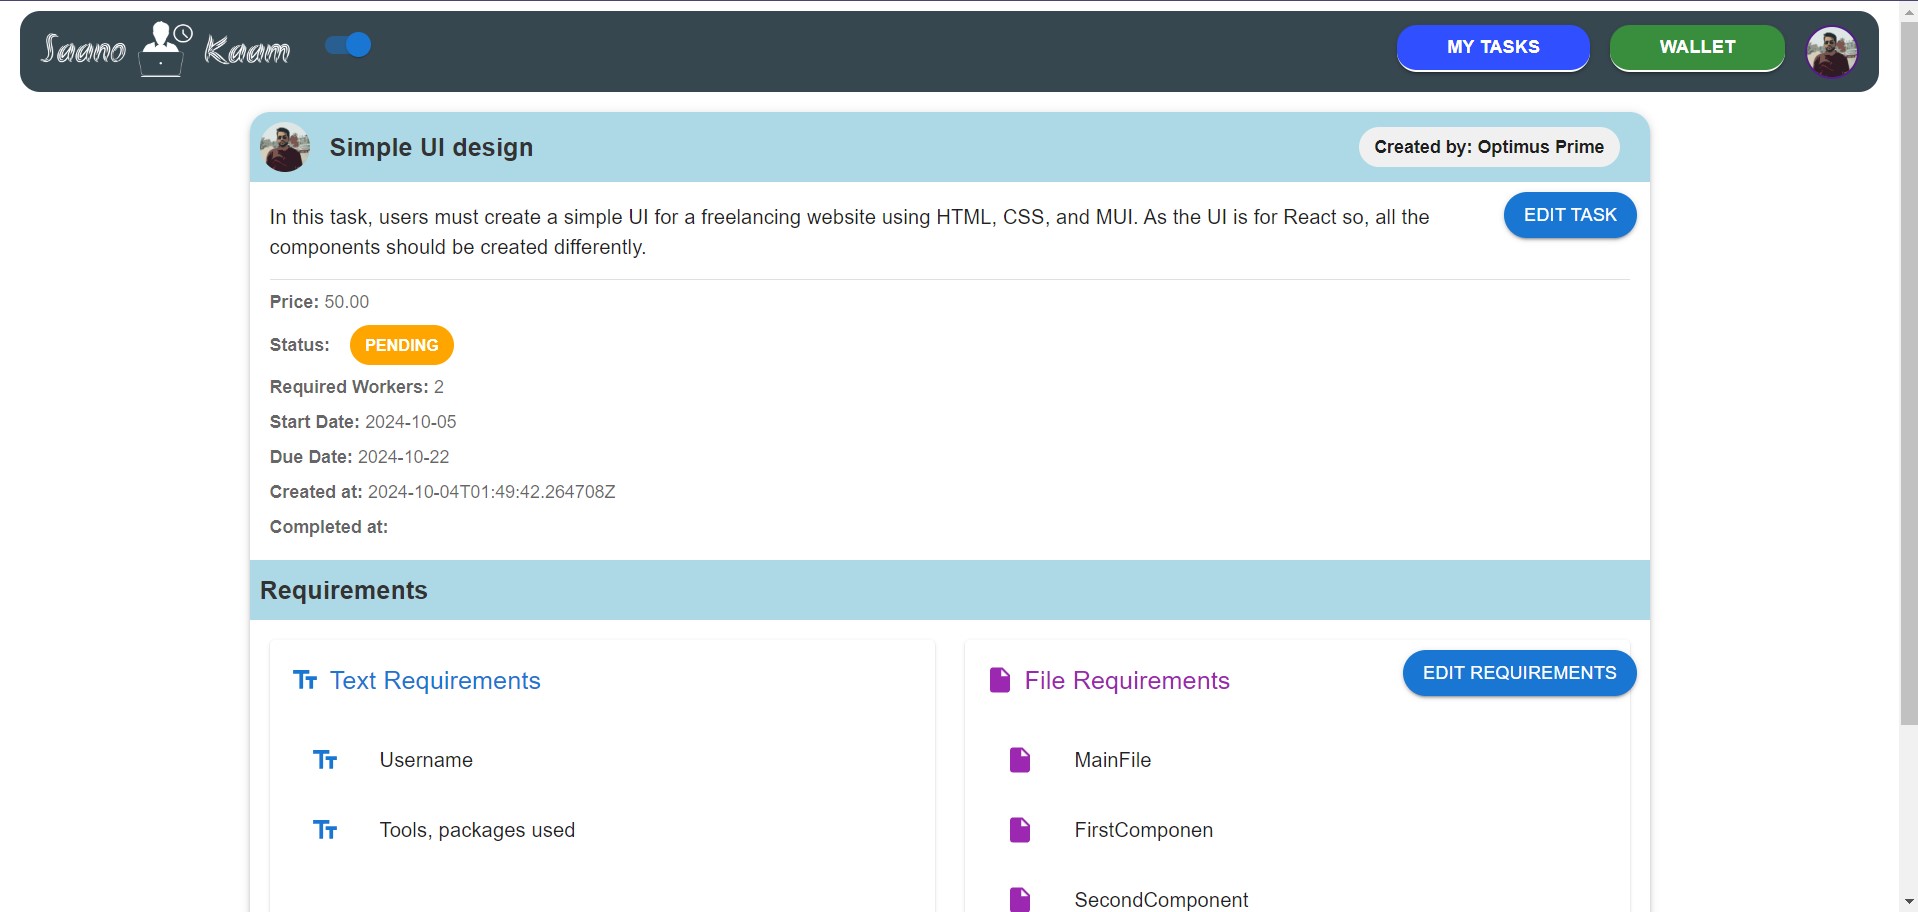 Saano Kaam
MY TASKS
WALLET
Simple UI design
Created by: Optimus Prime
In this task, users must create a simple UI for a freelancing website using HTML, CSS, and MUI. As the UI is for React so, all the
components should be created differently.
EDIT TASK
Price: 50.00
Status: PENDING
Required Workers: 2
Start Date: 2024-10-05
Due Date: 2024-10-22
Created at: 2024-10-04T01:49:42.264708Z
Completed at:
Requirements
Text Requirements
Username
Tools, packages used
File Requirements
EDIT REQUIREMENTS
MainFile
FirstComponen
SecondComponent